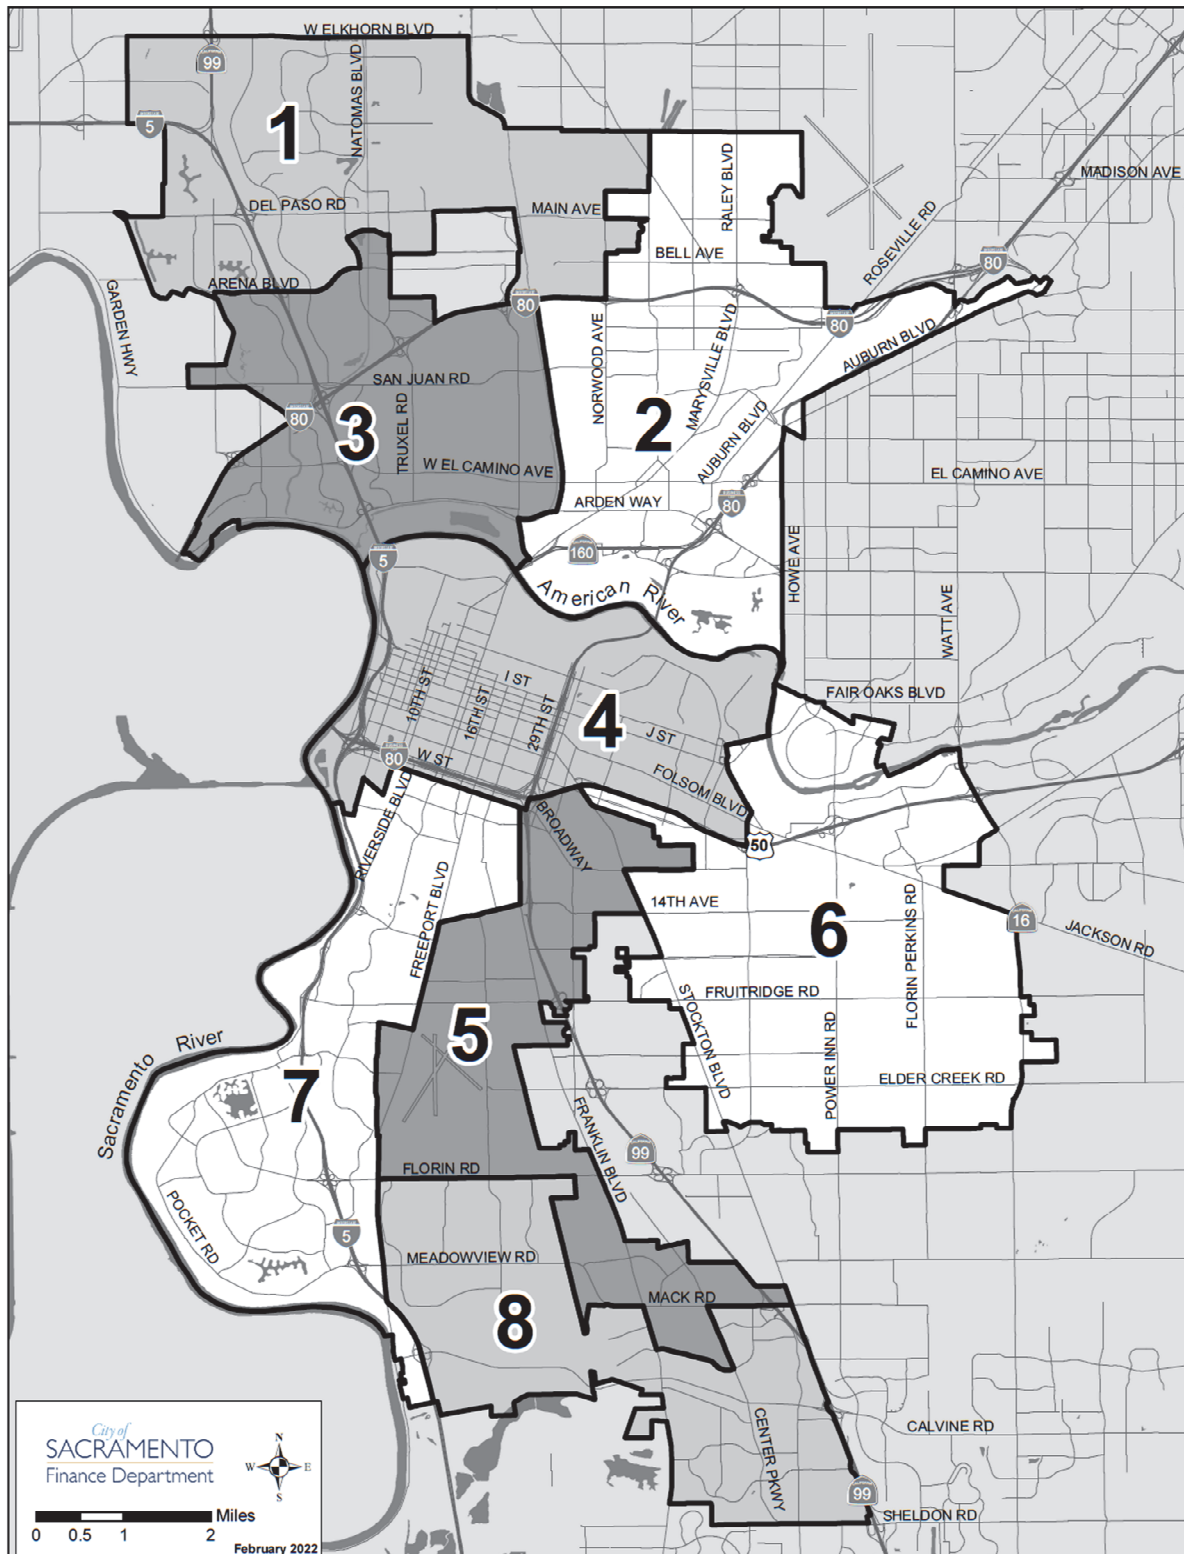 W ELKHORN BLVD
99
NATOMAS BLVD
5
1
RALEY BLVD
MADISON AVE
DEL PASO RD
MAIN AVE
ROSEVILLE RD
BELL AVE
80
ARENA BLVD
GARDEN HWY
80
80
NORWOOD AVE
MARYSVILLE BLVD
AUBURN BLVD
SAN JUAN RD
TRUXEL RD
80
3
2
AUBURN BLVD
W EL CAMINO AVE
EL CAMINO AVE
ARDEN WAY
80
160
5
HOWE AVE
American River
WATT AVE
I ST
10TH ST
16TH ST
29TH ST
4
J ST
FAIR OAKS BLVD
80
W ST
FOLSOM BLVD
RIVERSIDE BLVD
BROADWAY
50
FREEPORT BLVD
14TH AVE
6
FLORIN PERKINS RD
16
JACKSON RD
FRUITRIDGE RD
STOCKTON BLVD
5
POWER INN RD
Sacramento River
7
ELDER CREEK RD
FRANKLIN BLVD
99
FLORIN RD
POCKET RD
5
MEADOWVIEW RD
MACK RD
8
CENTER PKWY
CALVINE RD
99
SHELDON RD
City of
SACRAMENTO
Finance Department
N
W E
S
Miles
0 0.5 1 2
February 2022